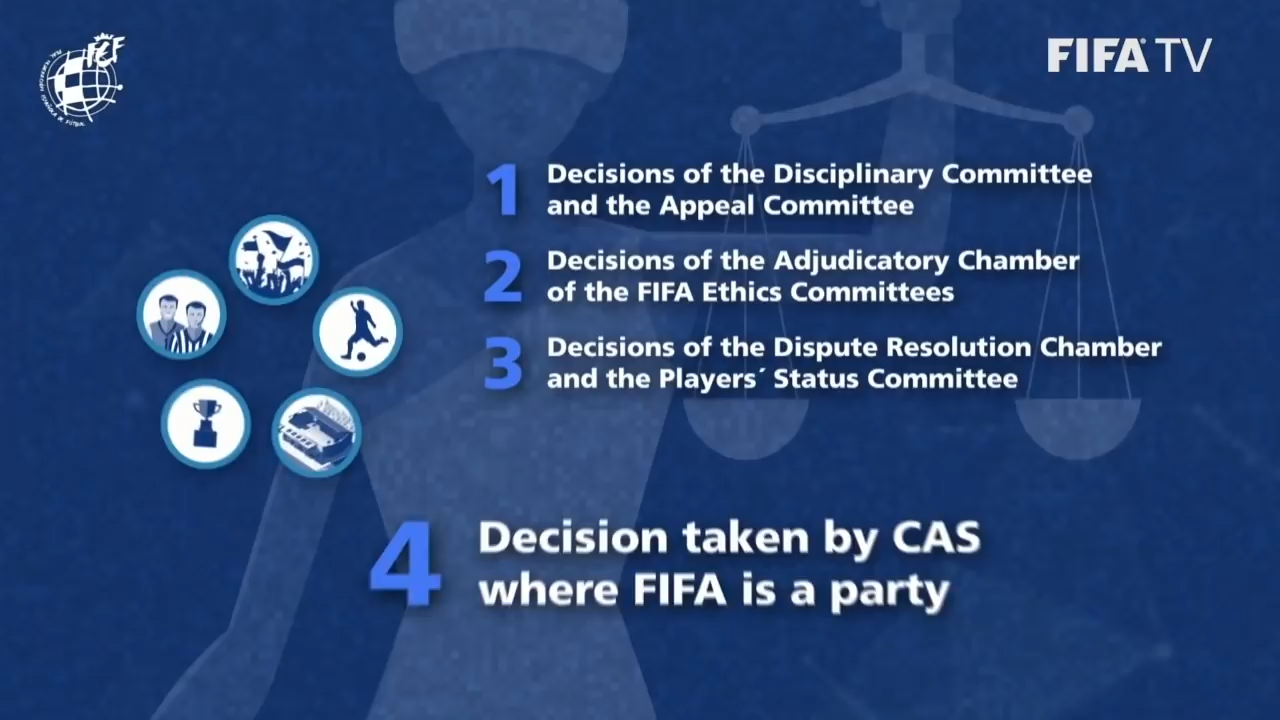 FIFA TV
1 Decisions of the Disciplinary Committee
and the Appeal Committee
2 Decisions of the Adjudicatory Chamber
of the FIFA Ethics Committees
3 Decisions of the Dispute Resolution Chamber
and the Players´ Status Committee
4 Decision taken by CAS
where FIFA is a party